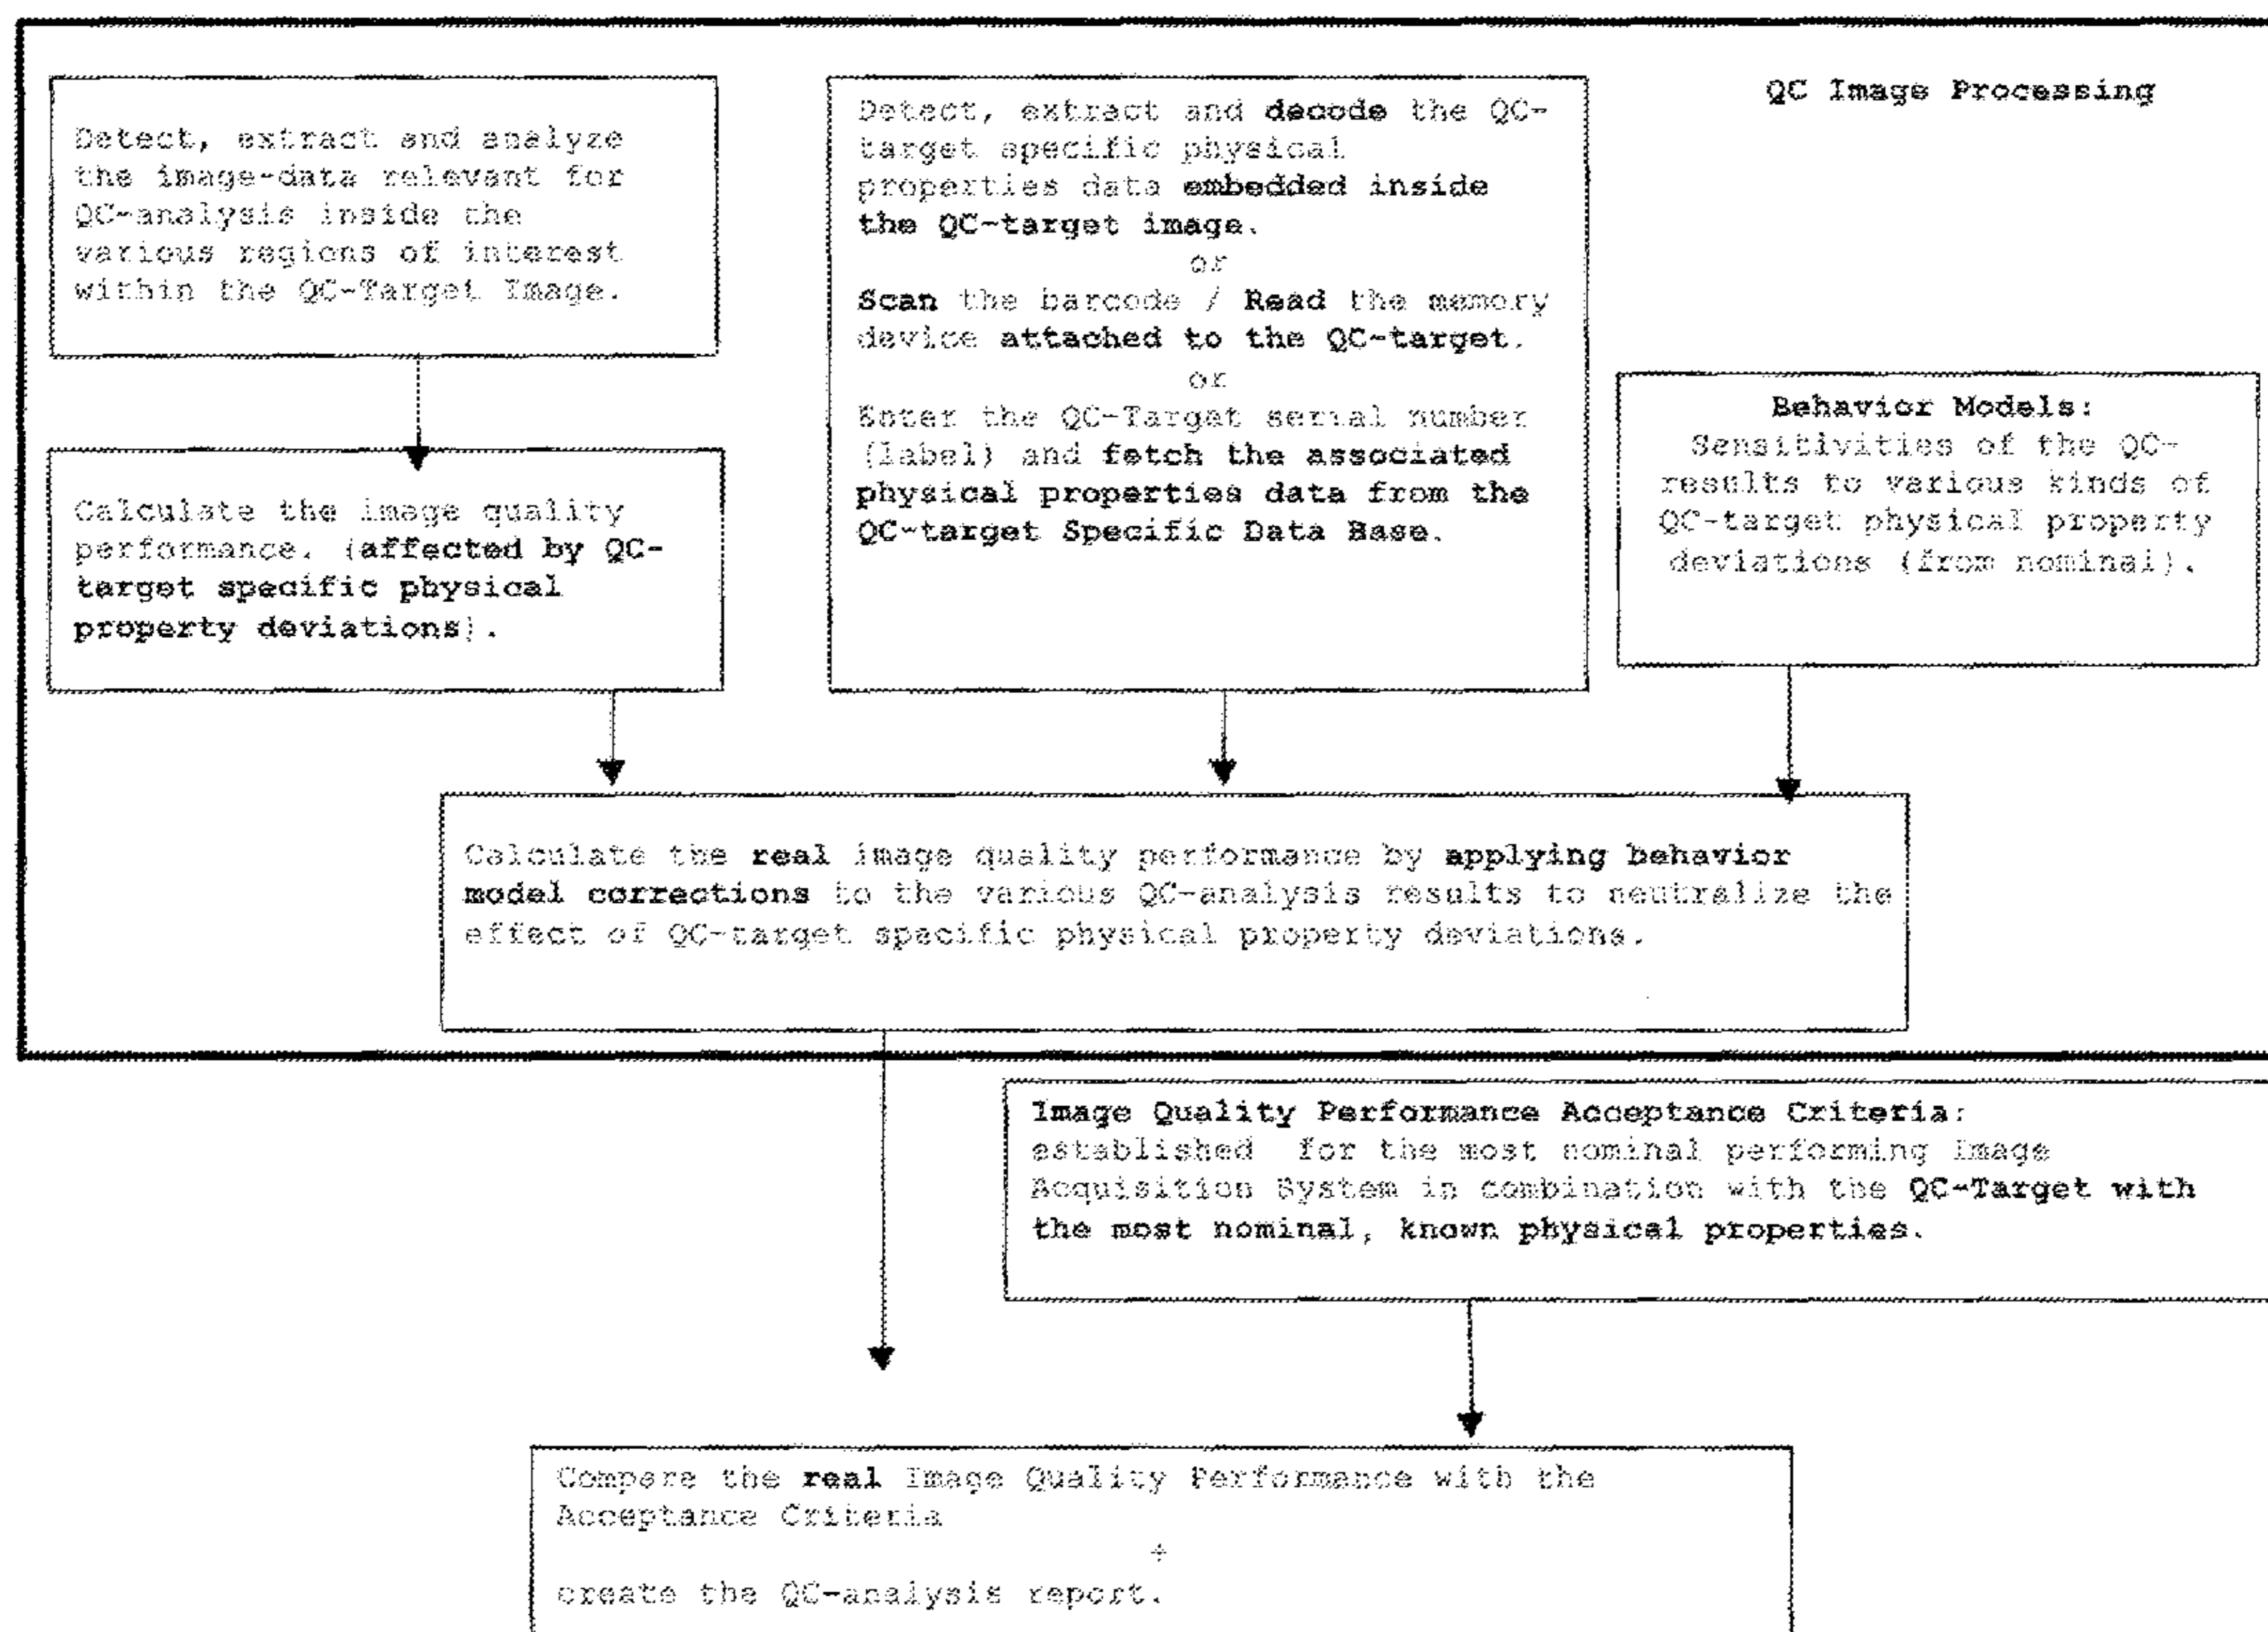 QC Image Processing
Detect, extract and analyze
the image-data relevant for
QC-analysis inside the
various regions of interest
within the QC-Target Image.
Calculate the image quality
performance. (affected by QC-
target specific physical
property deviations).
Detect, extract and decode the QC-
target specific physical
properties data embedded inside
the QC-target image.
or
Scan the barcode / Read the memory
device attached to the QC-target.
or
Enter the QC-Target serial number
(label) and fetch the associated
physical properties data from the
QC-target Specific Data Base.
Behavior Models:
Sensitivities of the QC-
results to various kinds of
QC-target physical property
deviations (from nominal).
Calculate the real image quality performance by applying behavior
model corrections to the various QC-analysis results to neutralize the
effect of QC-target specific physical property deviations.
Image Quality Performance Acceptance Criteria:
established for the most nominal performing Image
Acquisition System in combination with the QC-Target with
the most nominal, known physical properties.
Compare the real Image Quality Performance with the
Acceptance Criteria
+
create the QC-analysis report.